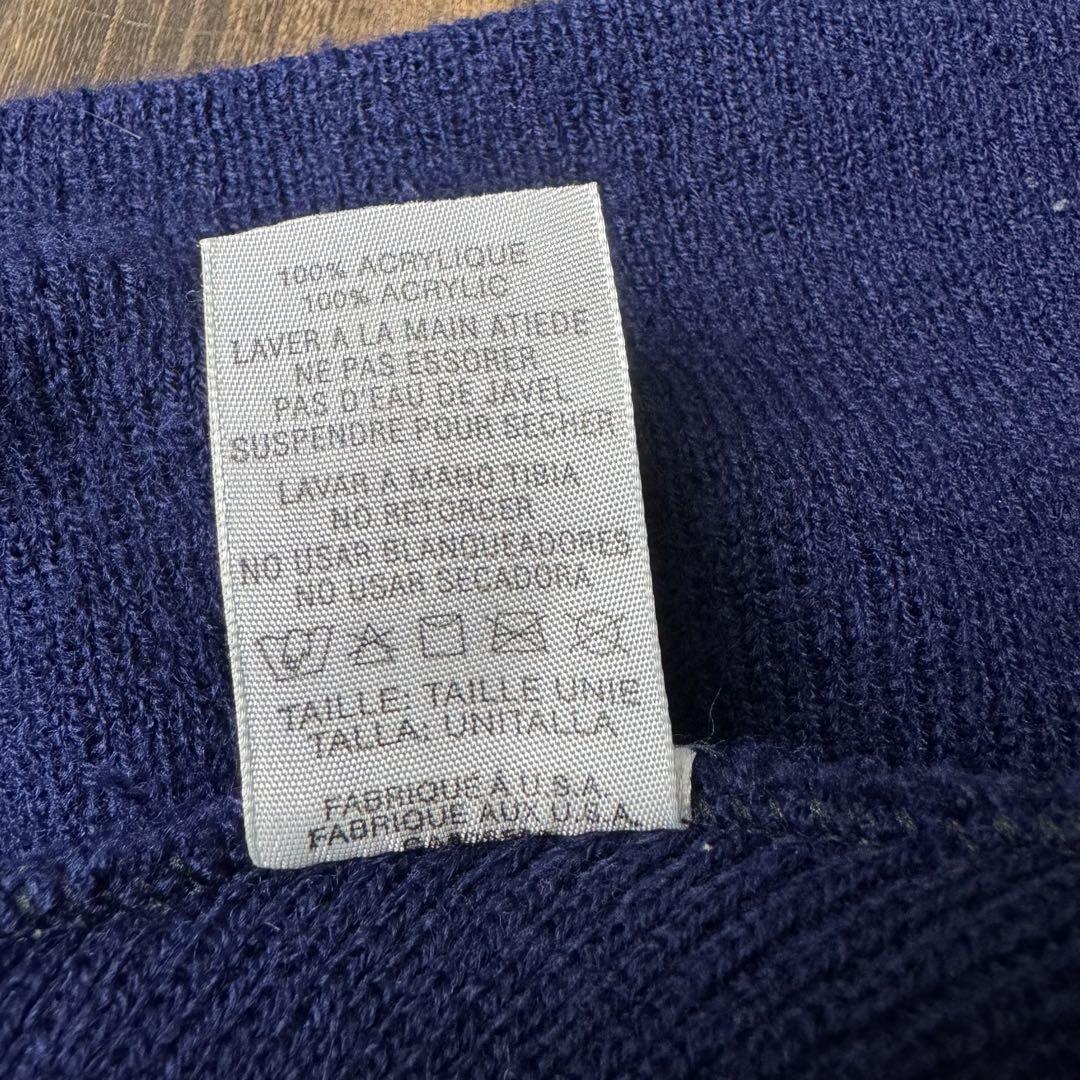 100% ACRYLIQUE
100% ACRYLIC
LAVER A LA MAIN ATIEDE
NE PAS ESSORER
PAS D'EAU DE JAVEL
SUSPENDRE POUR SECHER
LAVAR A MANO TIBIA
NO RETORCER
NO USAR BLANQULADORES
NO USAR SECADORA
TAILLE: TAILLE UNIE
TALLA: UNITALLA
FABRIQUE A U.S.A.
FABRIQUE AUX U.S.A.